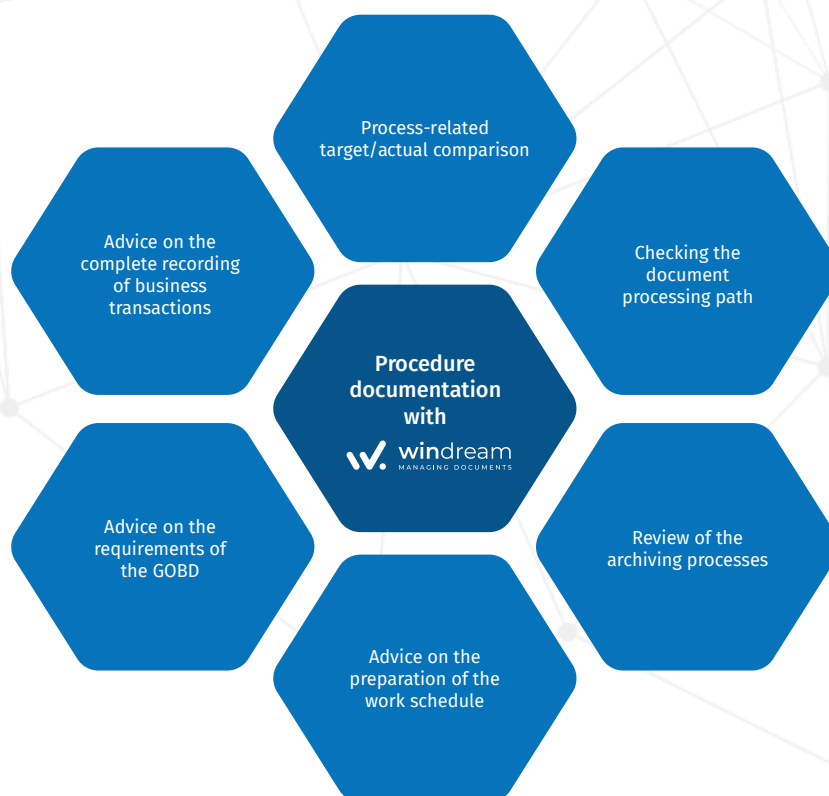 Process-related
target/actual comparison
Advice on the
complete recording
of business
transactions
Checking the
document
processing path
Procedure
documentation
with
windream
MANAGING DOCUMENTS
Advice on the
requirements of
the GOBD
Review of the
archiving processes
Advice on the
preparation of the
work schedule